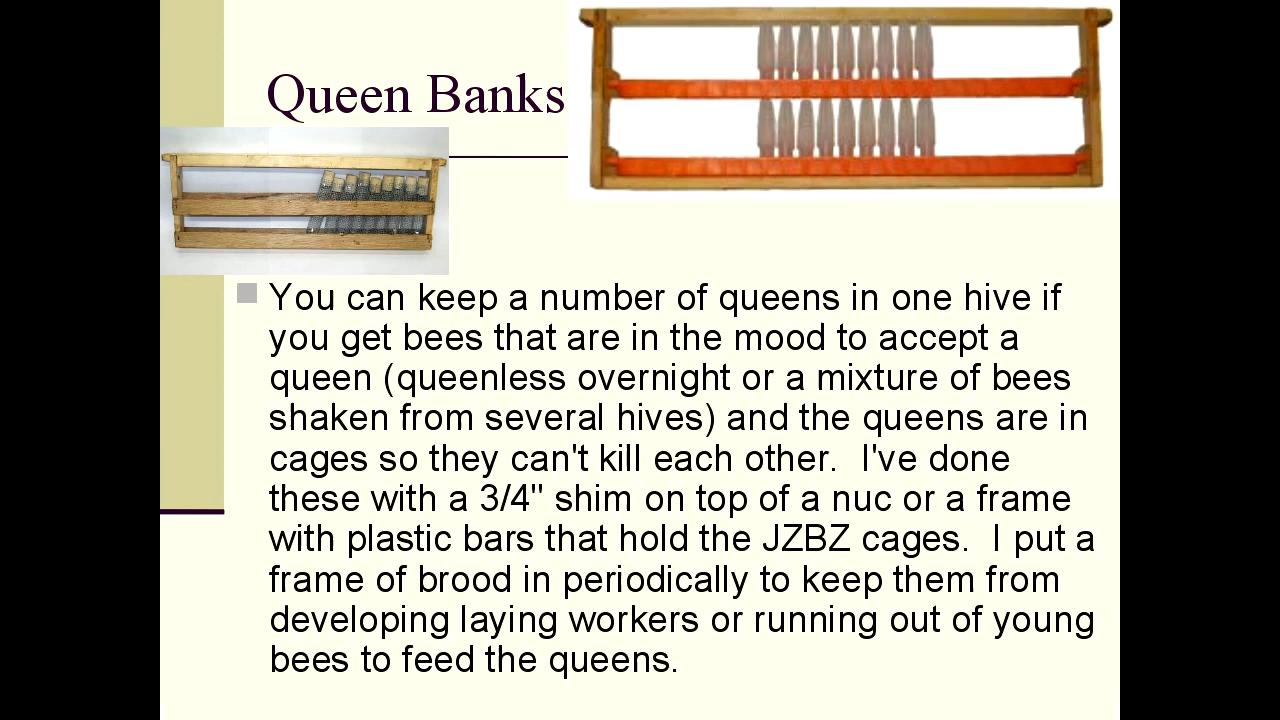 Queen Banks
You can keep a number of queens in one hive if
you get bees that are in the mood to accept a
queen (queenless overnight or a mixture of bees
shaken from several hives) and the queens are in
cages so they can't kill each other.  I've done
these with a 3/4" shim on top of a nuc or a frame
with plastic bars that hold the JZBZ cages.  I put a
frame of brood in periodically to keep them from
developing laying workers or running out of young
bees to feed the queens.